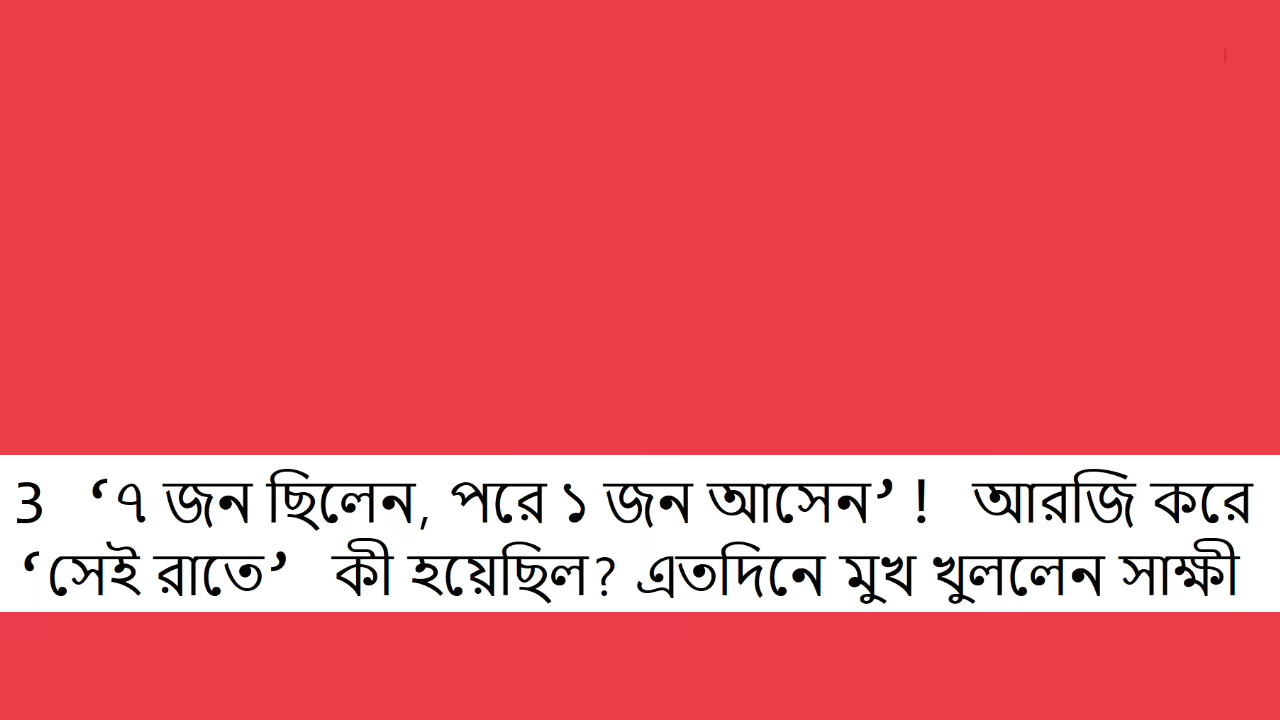 3 ‘৭ জন ছিলেন, পরে ১ জন আসেন’! আরজি করে
‘সেই রাতে’ কী হয়েছিল? এতদিনে মুখ খুললেন সাক্ষী